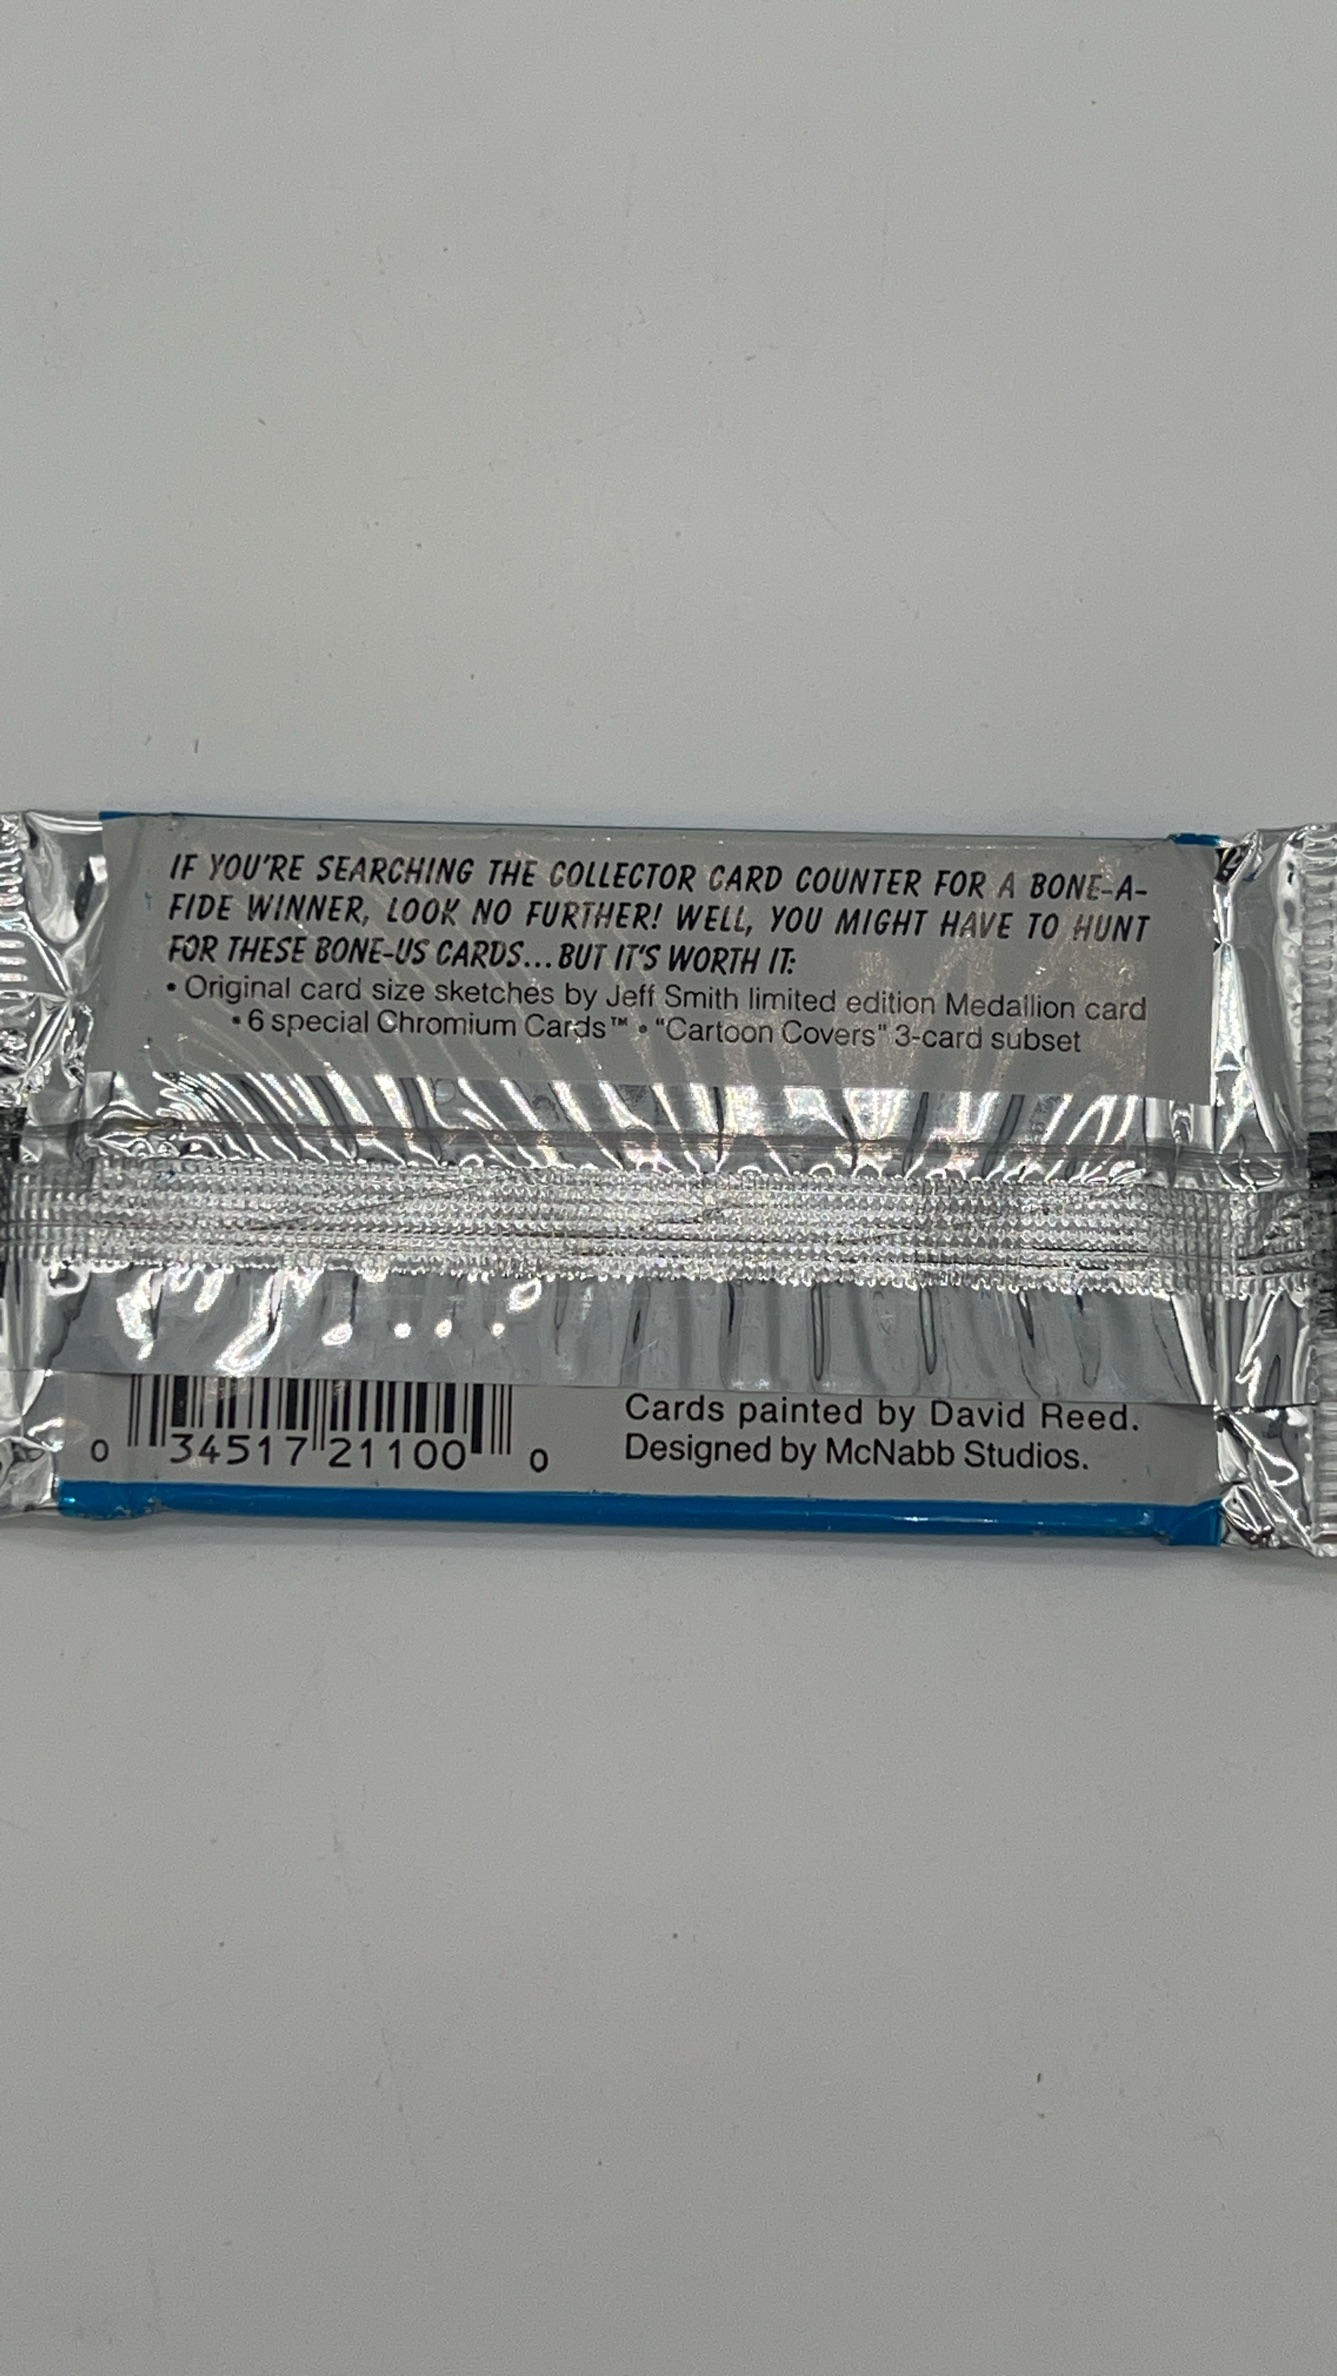 IF YOU'RE SEARCHING THE COLLECTOR CARD COUNTER FOR A BONE-A-
FIDE WINNER, LOOK NO FURTHER! WELL, YOU MIGHT HAVE TO HUNT
FOR THESE BONE-US CARDS...BUT IT'S WORTH IT:
• Original card size sketches by Jeff Smith limited edition Medallion card
• 6 special Chromium Cards™ • "Cartoon Covers" 3-card subset
Cards painted by David Reed.
Designed by McNabb Studios.
0 34517 21100 0